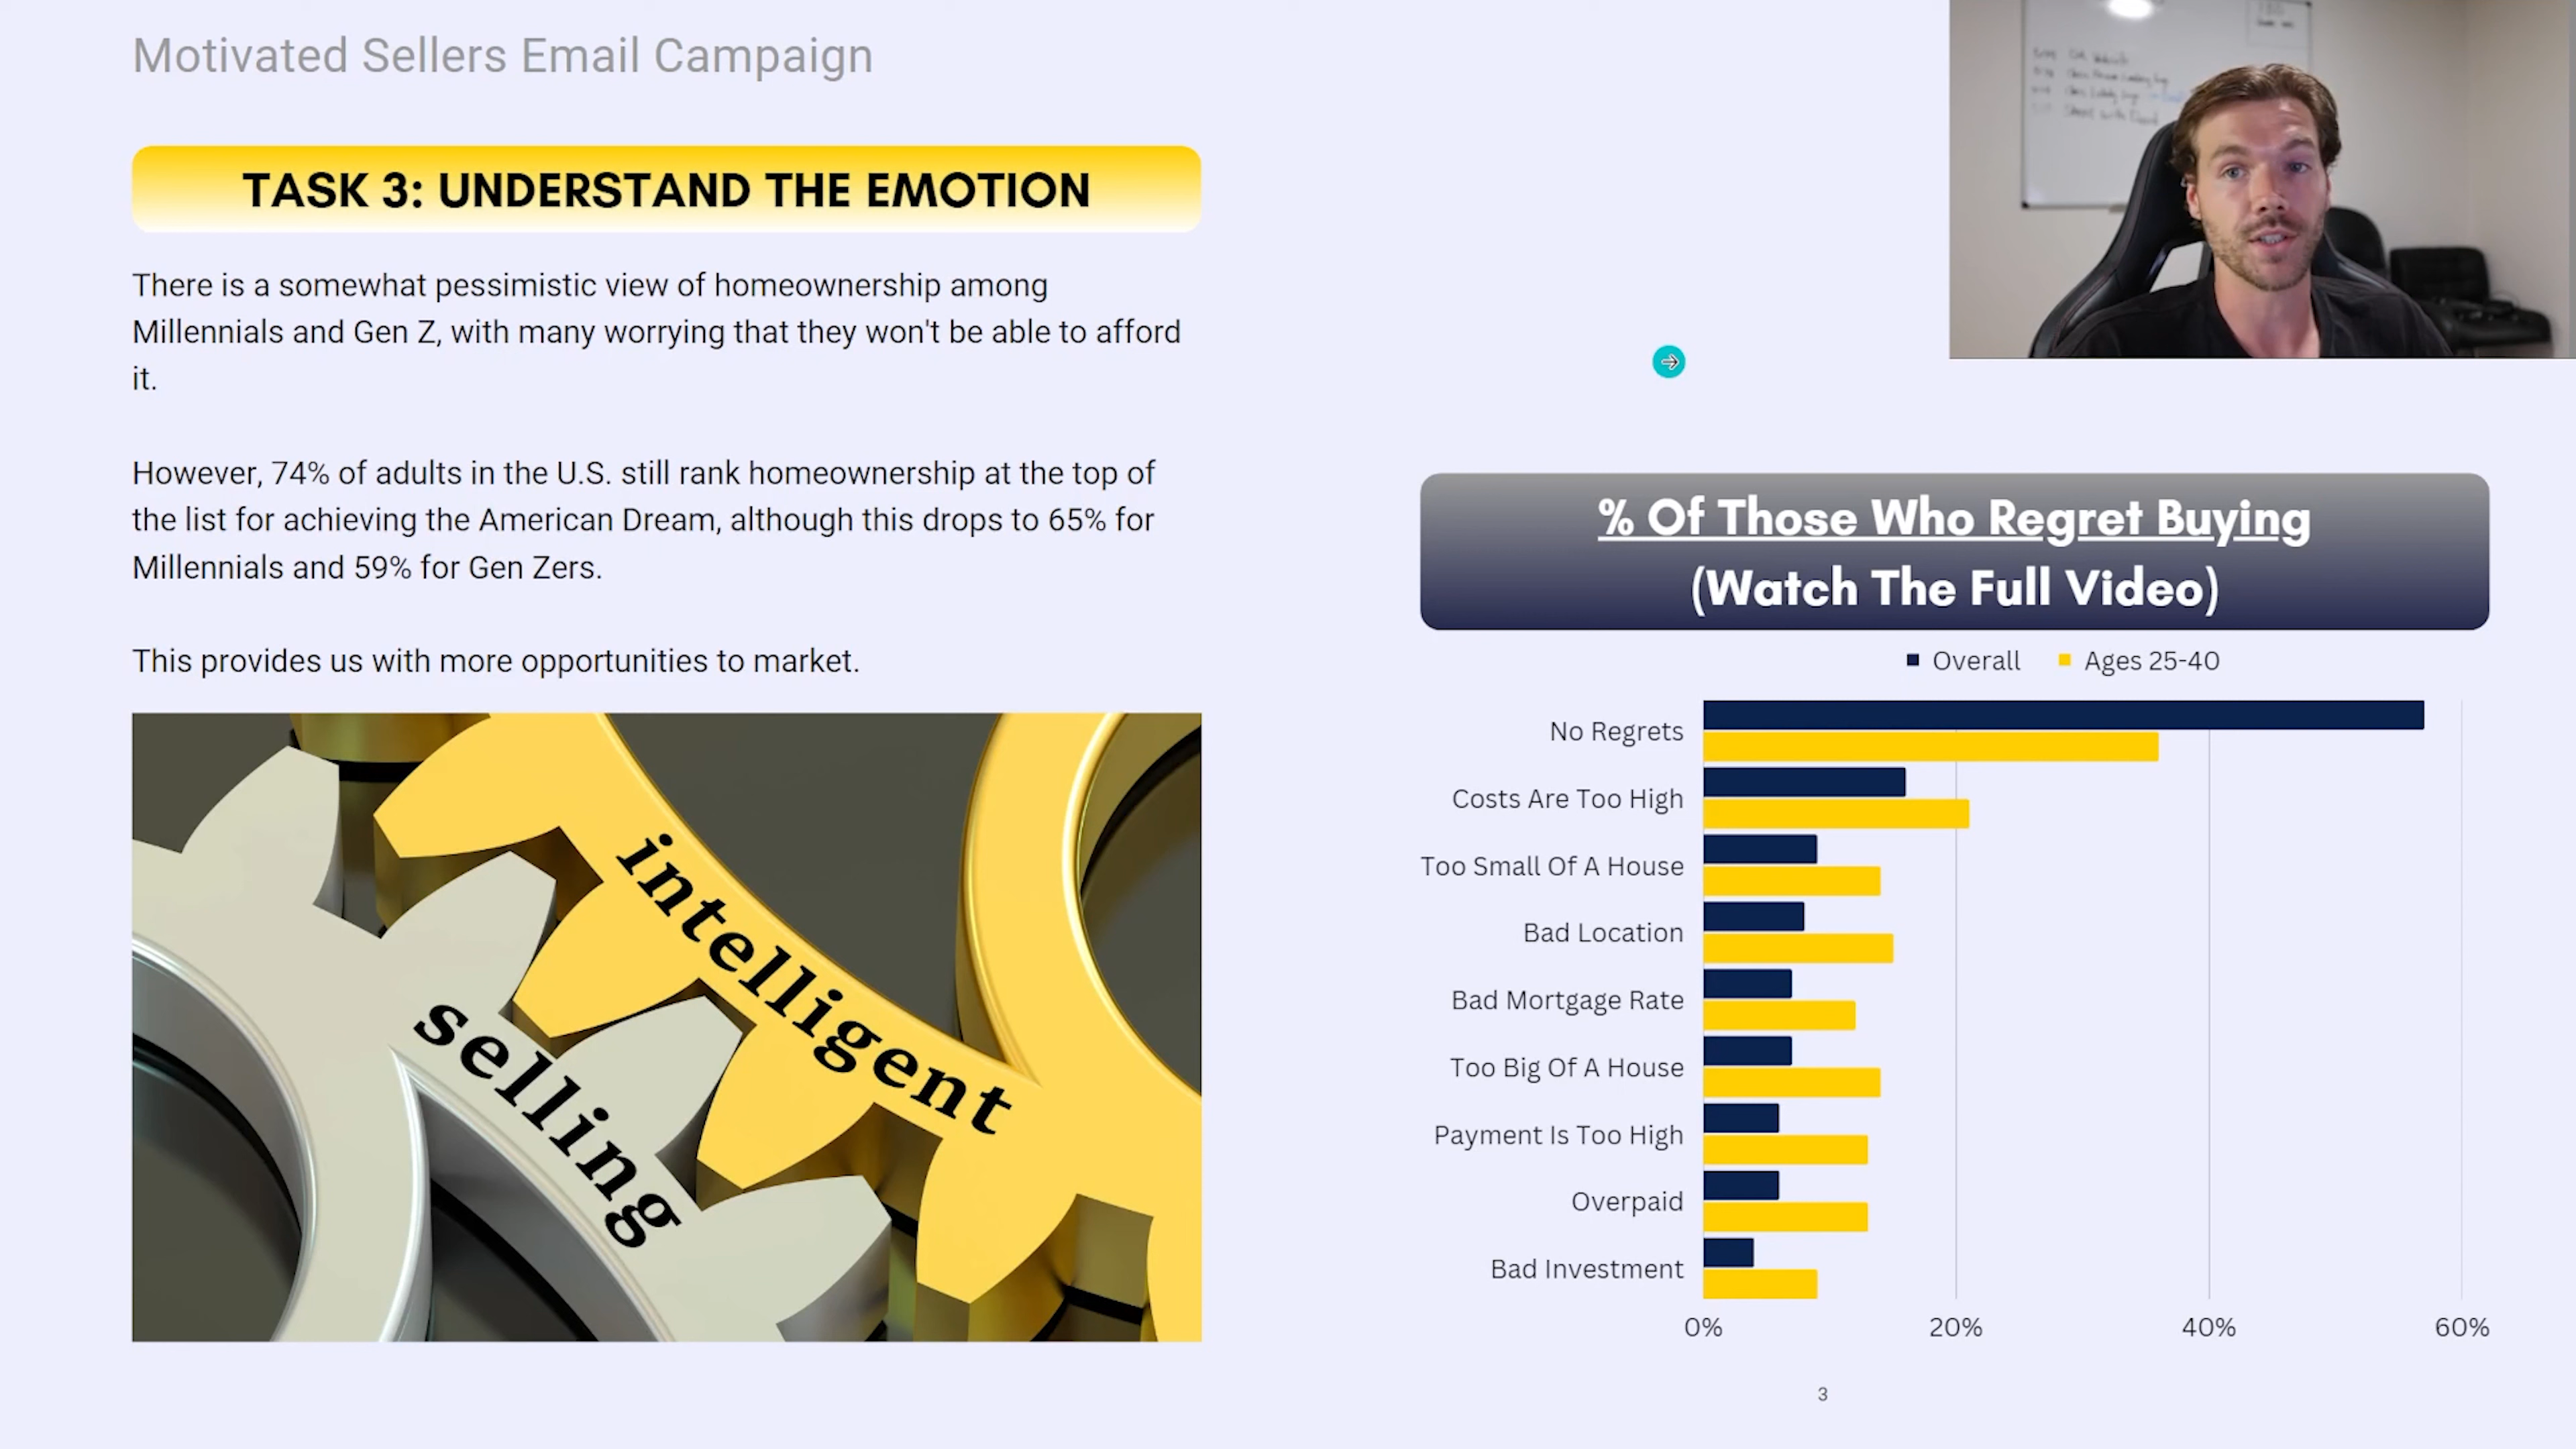 Motivated Sellers Email Campaign
TASK 3: UNDERSTAND THE EMOTION
There is a somewhat pessimistic view of homeownership among
Millennials and Gen Z, with many worrying that they won't be able to afford
it.
However, 74% of adults in the U.S. still rank homeownership at the top of
the list for achieving the American Dream, although this drops to 65% for
Millennials and 59% for Gen Zers.
This provides us with more opportunities to market.
intelligent
selling
% Of Those Who Regret Buying
(Watch The Full Video)
Overall Ages 25-40
No Regrets
Costs Are Too High
Too Small Of A House
Bad Location
Bad Mortgage Rate
Too Big Of A House
Payment Is Too High
Overpaid
Bad Investment
0% 20% 40% 60%
3